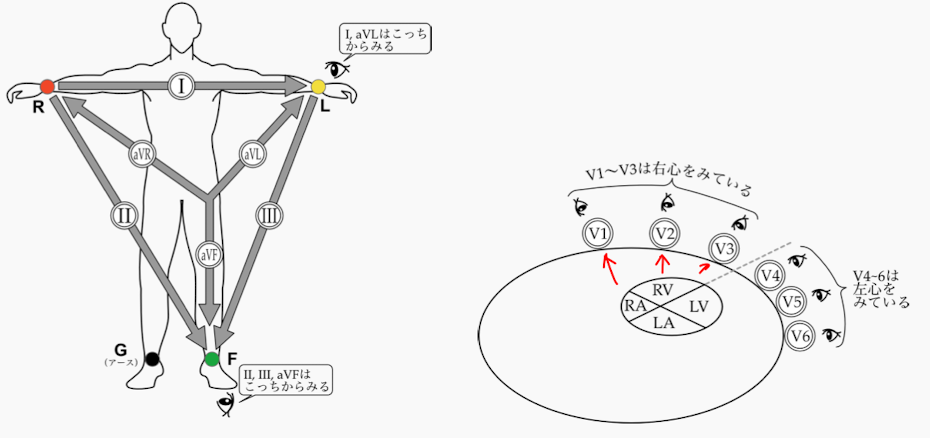 I, aVLはこっち
からみる
I
R
L
aVR
aVL
II
III
aVF
G
(アース)
F
II, III, aVFは
こっちからみる
V1〜V3は右心をみている
V1
V2
V3
V4
V5
V6
V4-6は
左心を
みている
RV
RA
LV
LA